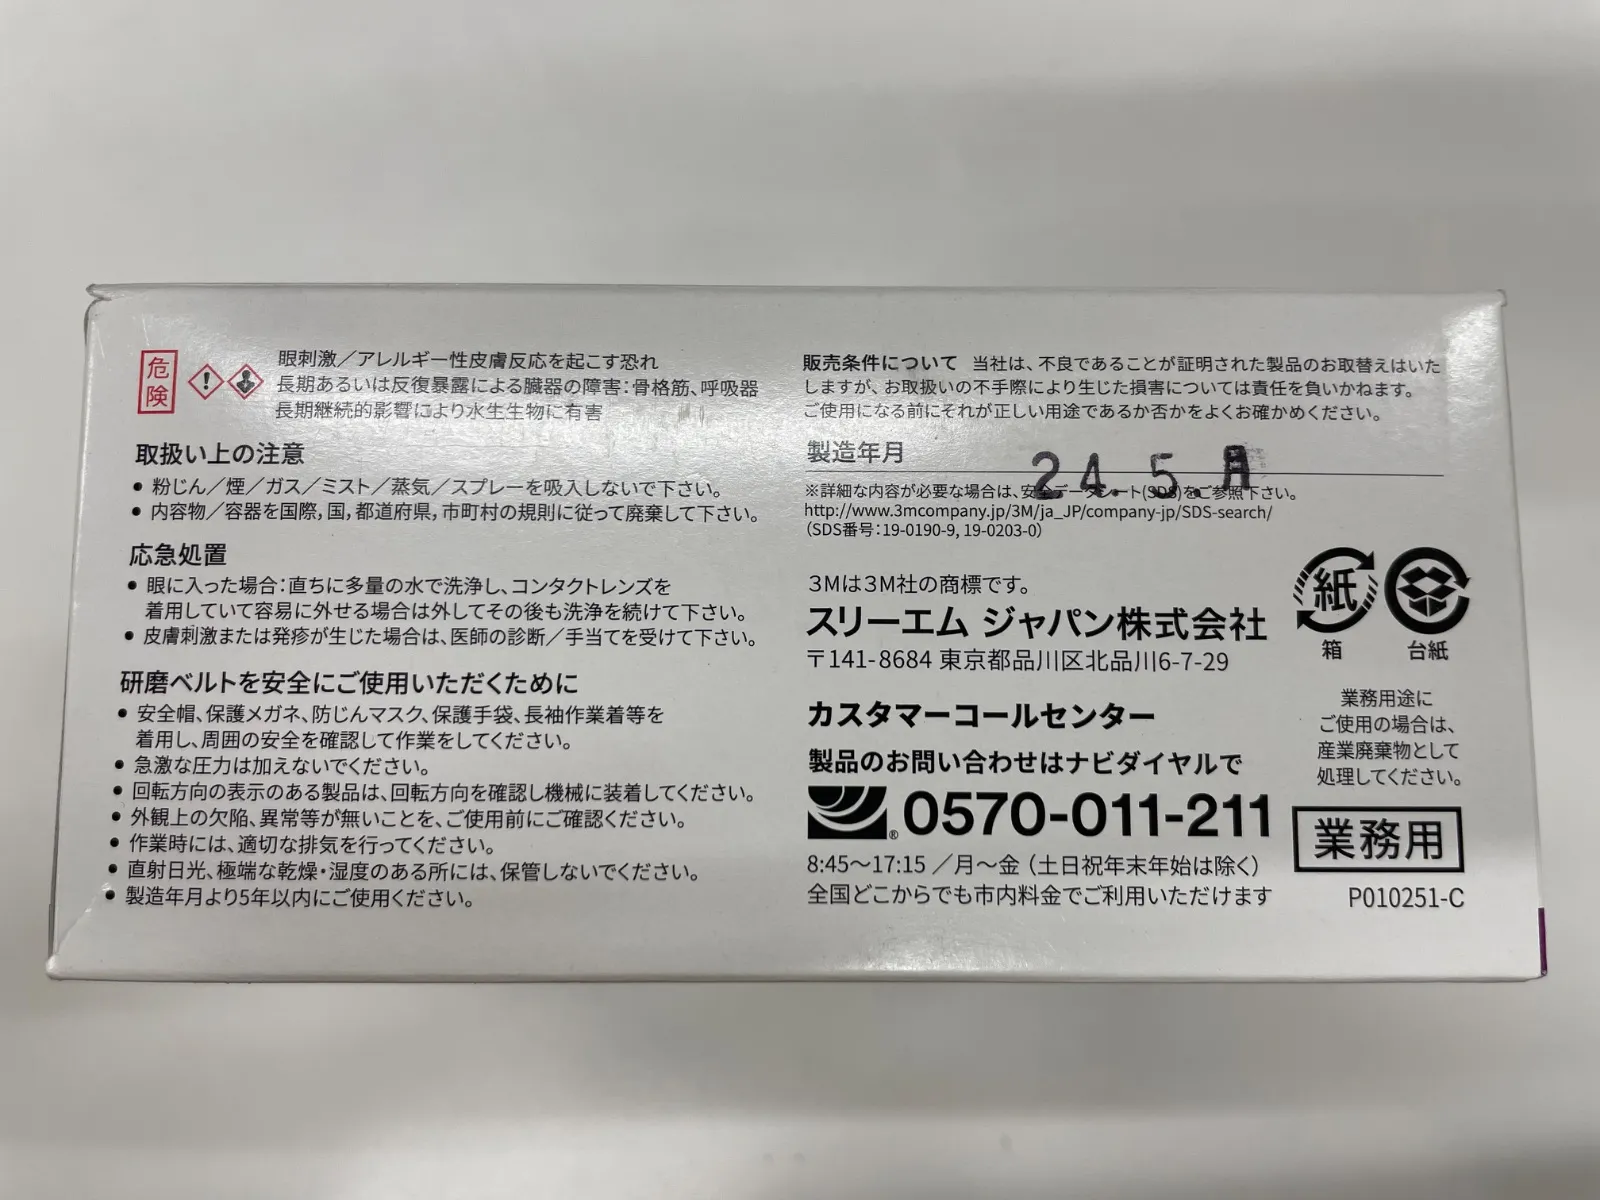 危険
眼刺激／アレルギー性皮膚反応を起こす恐れ
長期あるいは反復暴露による臓器の障害：骨格筋、呼吸器
長期継続的影響により水生生物に有害
取扱い上の注意
● 粉じん／煙／ガス／ミスト／蒸気／スプレーを吸入しないで下さい。
● 内容物／容器を国際，国，都道府県，市町村の規則に従って廃棄して下さい。
応急処置
● 眼に入った場合：直ちに多量の水で洗浄し、コンタクトレンズを
着用していて容易に外せる場合は外してその後も洗浄を続けて下さい。
● 皮膚刺激または発疹が生じた場合は、医師の診断／手当てを受けて下さい。
研磨ベルトを安全にご使用いただくために
● 安全帽、保護メガネ、防じんマスク、保護手袋、長袖作業着等を
着用し、周囲の安全を確認して作業をしてください。
● 急激な圧力は加えないでください。
● 回転方向の表示のある製品は、回転方向を確認し機械に装着してください。
● 外観上の欠陥、異常等が無いことを、ご使用前にご確認ください。
● 作業時には、適切な排気を行ってください。
● 直射日光、極端な乾燥・湿度のある所には、保管しないでください。
● 製造年月より5年以内にご使用ください。
販売条件について 当社は、不良であることが証明された製品のお取替えはいた
しますが、お取扱いの不手際により生じた損害については責任を負いかねます。
ご使用になる前にそれが正しい用途であるか否かをよくお確かめください。
製造年月 24.5.月
※詳細な内容が必要な場合は、安全データシート(SDS)をご参照下さい。
http://www.3mcompany.jp/3M/ja_JP/company-jp/SDS-search/
（SDS番号：19-0190-9, 19-0203-0）
3Mは3M社の商標です。
スリーエム ジャパン株式会社
〒141-8684 東京都品川区北品川6-7-29
カスタマーコールセンター
製品のお問い合わせはナビダイヤルで
® 0570-011-211
8:45〜17:15 ／月〜金（土日祝年末年始は除く）
全国どこからでも市内料金でご利用いただけます
紙
箱 台紙
業務用途に
ご使用の場合は、
産業廃棄物として
処理してください。
業務用
P010251-C